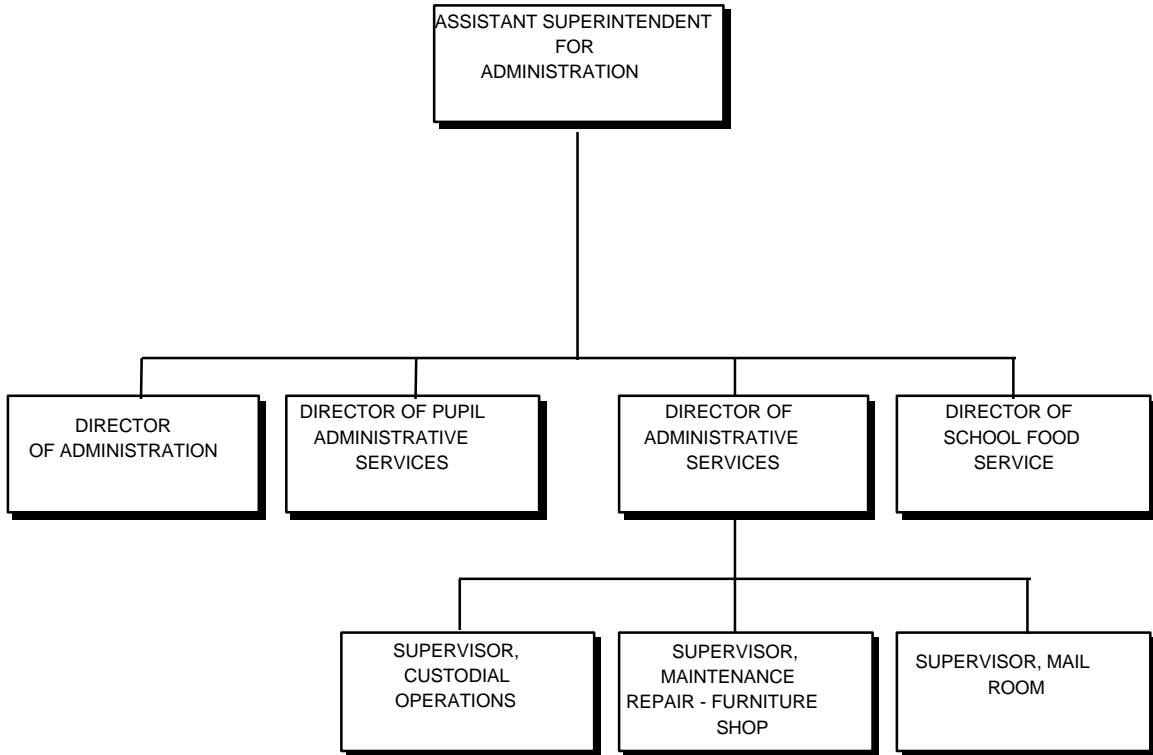 ASSISTANT SUPERINTENDENT
FOR
ADMINISTRATION
DIRECTOR
OF ADMINISTRATION
DIRECTOR OF PUPIL
ADMINISTRATIVE
SERVICES
DIRECTOR OF
ADMINISTRATIVE
SERVICES
DIRECTOR OF
SCHOOL FOOD
SERVICE
SUPERVISOR,
CUSTODIAL
OPERATIONS
SUPERVISOR,
MAINTENANCE
REPAIR - FURNITURE
SHOP
SUPERVISOR, MAIL
ROOM